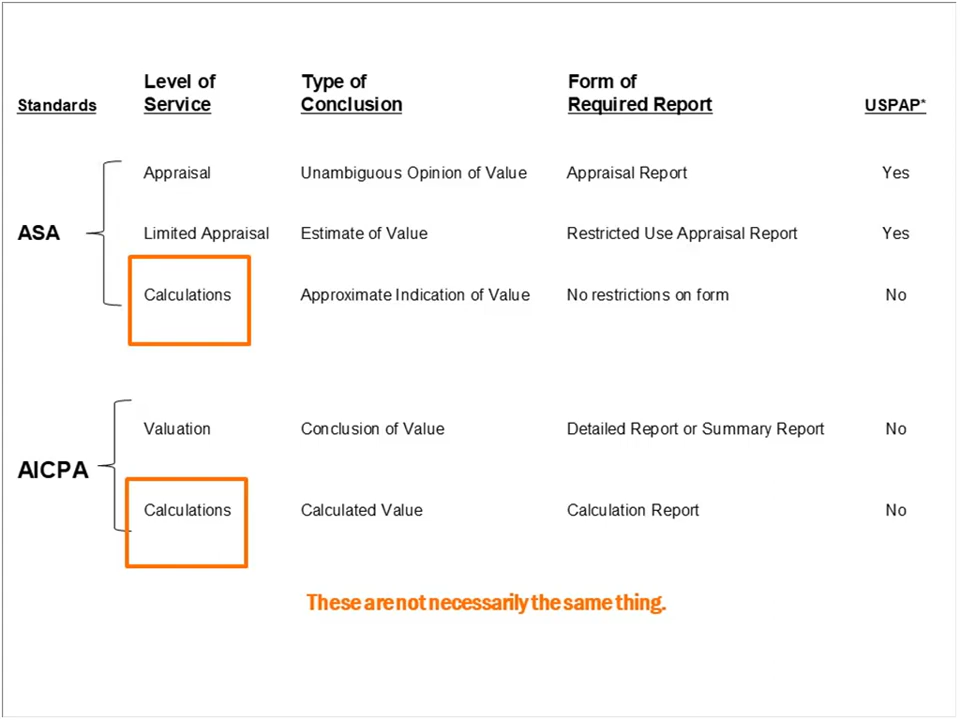 Standards Level of Service Type of Conclusion Form of Required Report USPAP*
Appraisal Unambiguous Opinion of Value Appraisal Report Yes
ASA Limited Appraisal Estimate of Value Restricted Use Appraisal Report Yes
Calculations Approximate Indication of Value No restrictions on form No
Valuation Conclusion of Value Detailed Report or Summary Report No
AICPA
Calculations Calculated Value Calculation Report No
These are not necessarily the same thing.